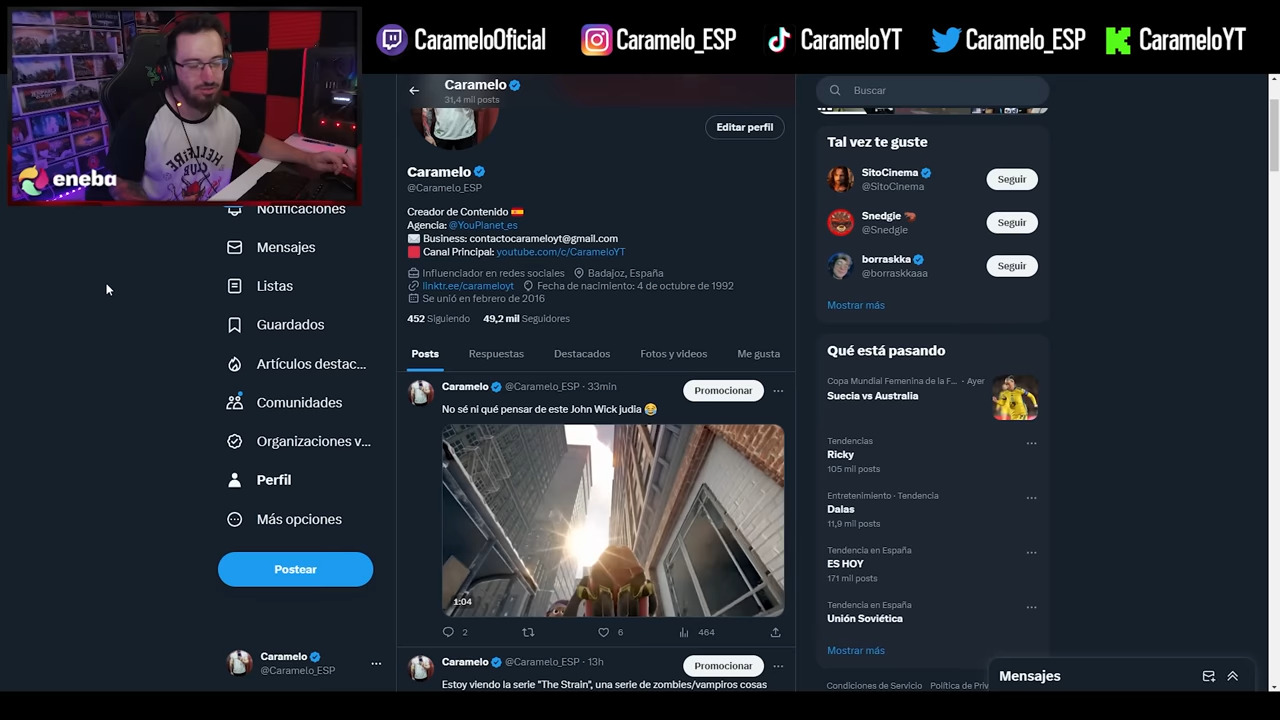 CarameloOficial
Caramelo_ESP
CarameloYT
Caramelo_ESP
CarameloYT
HELLFIRE
CLUB
eneba
Notificaciones
Mensajes
Listas
Guardados
Artículos destac...
Comunidades
Organizaciones v...
Perfil
Más opciones
Postear
Caramelo
@Caramelo_ESP
Caramelo
31,4 mil posts
Editar perfil
Caramelo
@Caramelo_ESP
Creador de Contenido
Agencia: @YouPlanet_es
Business: contactocarameloyt@gmail.com
Canal Principal: youtube.com/c/CarameloYT
Influenciador en redes sociales Badajoz, España
linktr.ee/carameloyt Fecha de nacimiento: 4 de octubre de 1992
Se unió en febrero de 2016
452 Siguiendo 49,2 mil Seguidores
Posts Respuestas Destacados Fotos y videos Me gusta
Caramelo @Caramelo_ESP · 33min
Promocionar
No sé ni qué pensar de este John Wick judia 😂
1:04
2 6 464
Caramelo @Caramelo_ESP · 13h
Promocionar
Estoy viendo la serie "The Strain", una serie de zombies/vampiros cosas
Buscar
Tal vez te guste
SitoCinema
@SitoCinema
Seguir
Snedgie
@Snedgie
Seguir
borraskka
@borraskkaaa
Seguir
Mostrar más
Qué está pasando
Copa Mundial Femenina de la F... · Ayer
Suecia vs Australia
Tendencias
Ricky
105 mil posts
Entretenimiento · Tendencia
Dalas
11,9 mil posts
Tendencia en España
ES HOY
171 mil posts
Tendencia en España
Unión Soviética
Mostrar más
Condiciones de Servicio Política de Priv
Mensajes